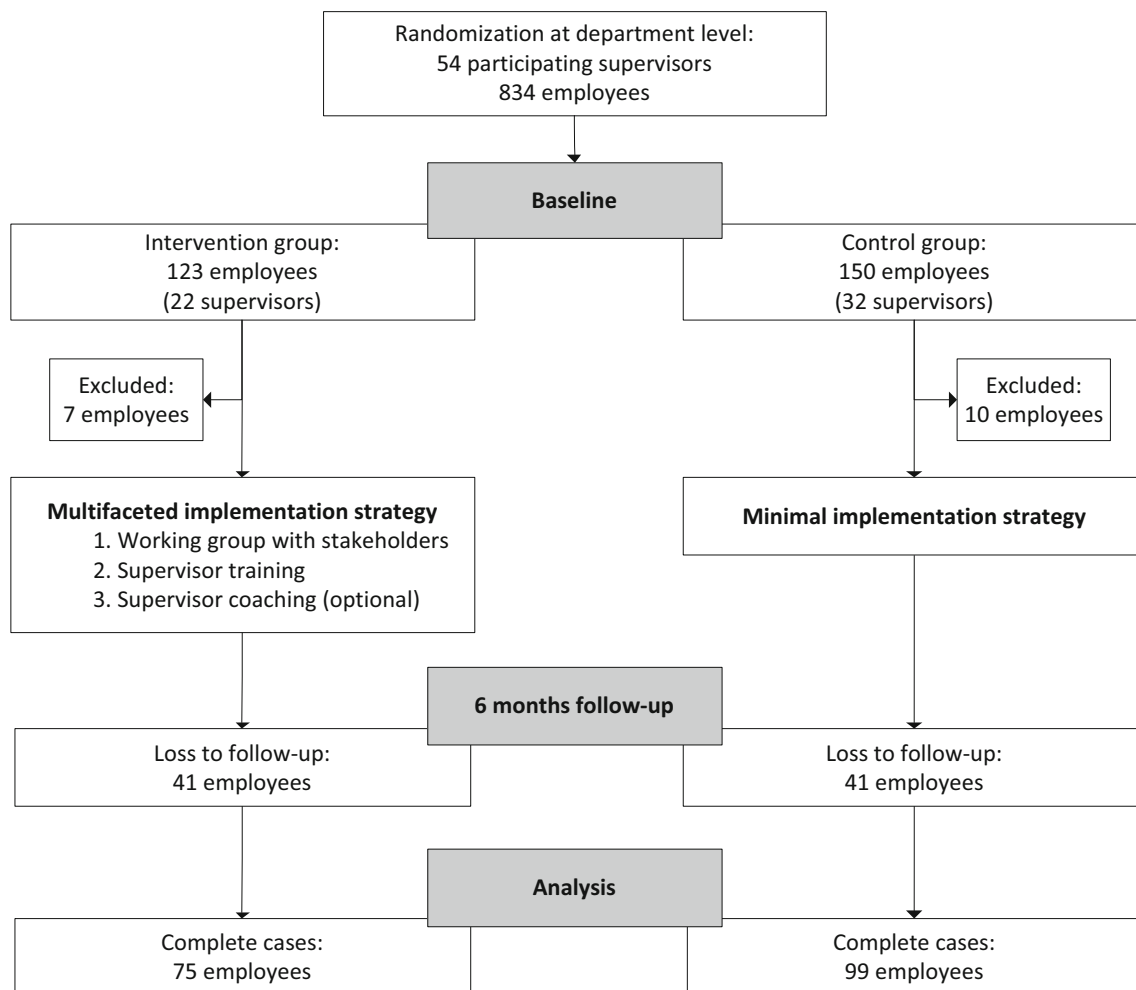 Randomization at department level:
54 participating supervisors
834 employees
Baseline
Intervention group:
123 employees
(22 supervisors)
Control group:
150 employees
(32 supervisors)
Excluded:
7 employees
Excluded:
10 employees
Multifaceted implementation strategy
1. Working group with stakeholders
2. Supervisor training
3. Supervisor coaching (optional)
Minimal implementation strategy
6 months follow-up
Loss to follow-up:
41 employees
Loss to follow-up:
41 employees
Analysis
Complete cases:
75 employees
Complete cases:
99 employees